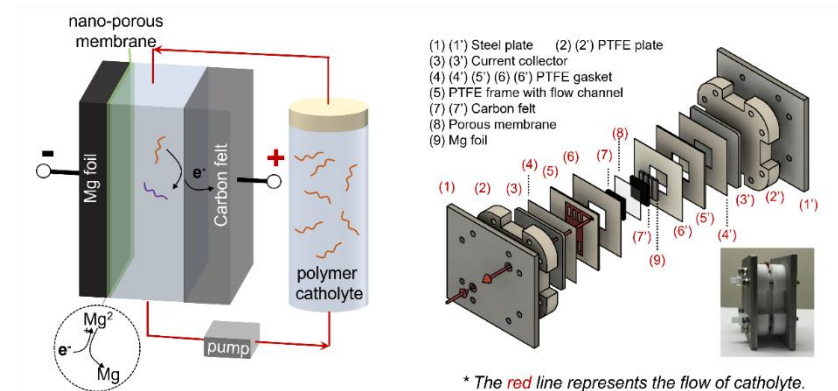 nano-porous
membrane
-
Mg foil
e-
Carbon felt
+
polymer
catholyte
Mg2
+
e-
Mg
pump
(1) (1') Steel plate (2) (2') PTFE plate
(3) (3') Current collector
(4) (4') (5') (6) (6') PTFE gasket
(5) PTFE frame with flow channel
(7) (7') Carbon felt
(8) Porous membrane
(9) Mg foil
(1)
(2)
(3)
(4)
(5)
(6)
(7)
(8)
(7')
(9)
(6')
(5')
(4')
(3')
(2')
(1')
* The red line represents the flow of catholyte.